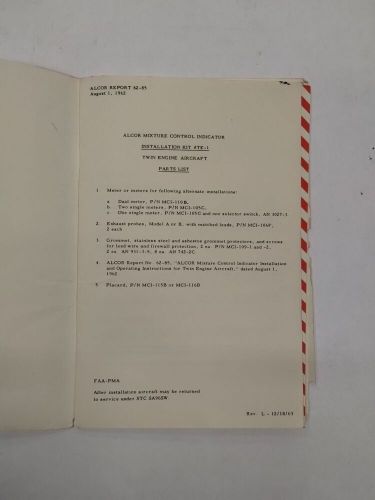 ALCOR REPORT 62-85
August 1, 1962
ALCOR MIXTURE CONTROL INDICATOR
INSTALLATION KIT #TE-1
TWIN ENGINE AIRCRAFT
PARTS LIST
1 Meter or meters for following alternate installations:
a Dual meter, P/N MCI-110B.
b Two single meters, P/N MCI-105C.
c One single meter, P/N MCI-105C and one selector switch, AN 3027-1
2 Exhaust probes, Model A or B, with matched leads, P/N MCI-104P,
2 each
3 Grommet, stainless steel and asbestos grommet protectors, and screws
for lead wire and firewall protection, 2 ea P/N MCI-109-1 and -2,
2 ea AN 931-3-9, 8 ea AN 742-2C
4 ALCOR Report No. 62-85, "ALCOR Mixture Control Indicator Installation
and Operating Instructions for Twin Engine Aircraft," dated August 1,
1962
5 Placard, P/N MCI-115B or MCI-116B
FAA-PMA
After installation aircraft may be returned
to service under STC SA96SW
Rev. L - 12/18/67